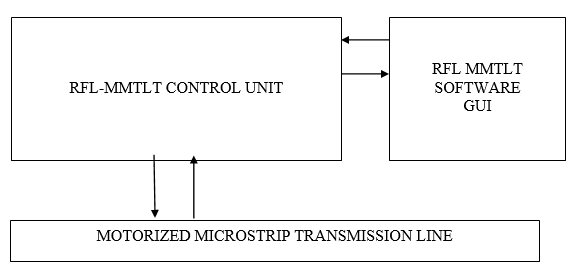 RFL-MMTLT CONTROL UNIT
RFL MMTLT
SOFTWARE
GUI
MOTORIZED MICROSTRIP TRANSMISSION LINE